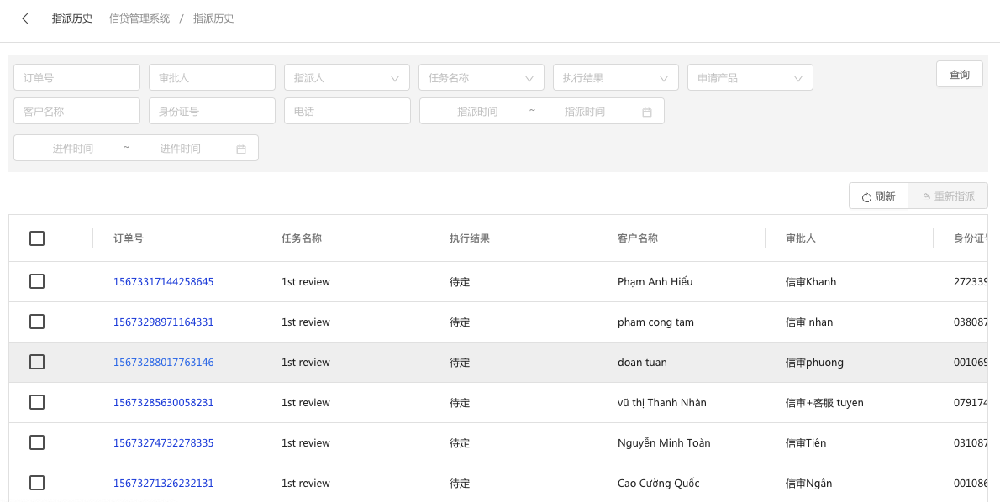 指派历史 信贷管理系统 / 指派历史
订单号 审批人 指派人 任务名称 执行结果 申请产品 查询
客户名称 身份证号 电话 指派时间 ~ 指派时间
进件时间 ~ 进件时间
刷新 重新指派
订单号 任务名称 执行结果 客户名称 审批人 身份证号
15673317144258645 1st review 待定 Phạm Anh Hiếu 信审Khanh 272339
15673298971164331 1st review 待定 pham cong tam 信审 nhan 038087
15673288017763146 1st review 待定 doan tuan 信审phuong 001069
15673285630058231 1st review 待定 vũ thị Thanh Nhàn 信审+客服 tuyen 079174
15673274732278335 1st review 待定 Nguyễn Minh Toàn 信审Tiên 031087
15673271326232131 1st review 待定 Cao Cường Quốc 信审Ngân 001086